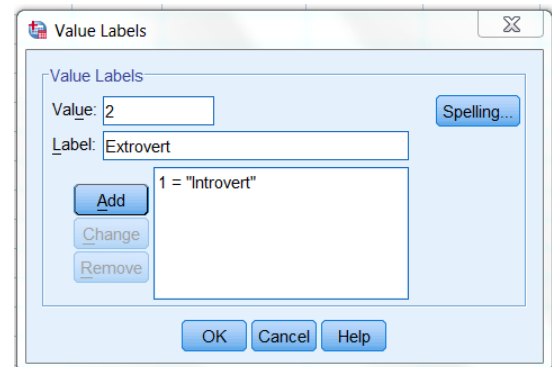 Value Labels
Value Labels
Value: 2
Spelling...
Label: Extrovert
Add
1 = "Introvert"
Change
Remove
OK Cancel Help